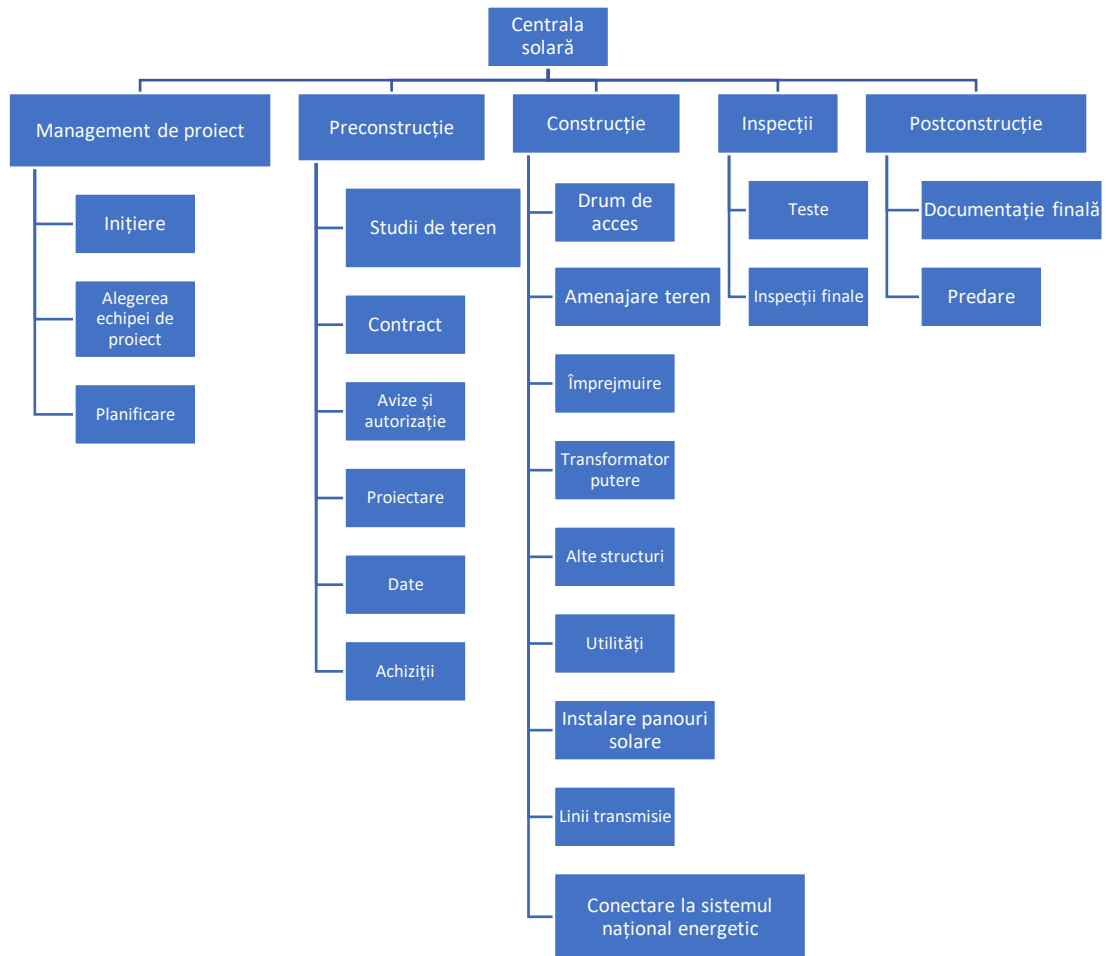 Centrala
solară
Management de proiect
Preconstrucție
Construcție
Inspecții
Postconstrucție
Inițiere
Alegerea
echipei de
proiect
Planificare
Studii de teren
Contract
Avize și
autorizație
Proiectare
Date
Achiziții
Drum de
acces
Amenajare teren
Împrejmuire
Transformator
putere
Alte structuri
Utilități
Instalare panouri
solare
Linii transmisie
Conectare la sistemul
național energetic
Teste
Inspecții finale
Documentație finală
Predare